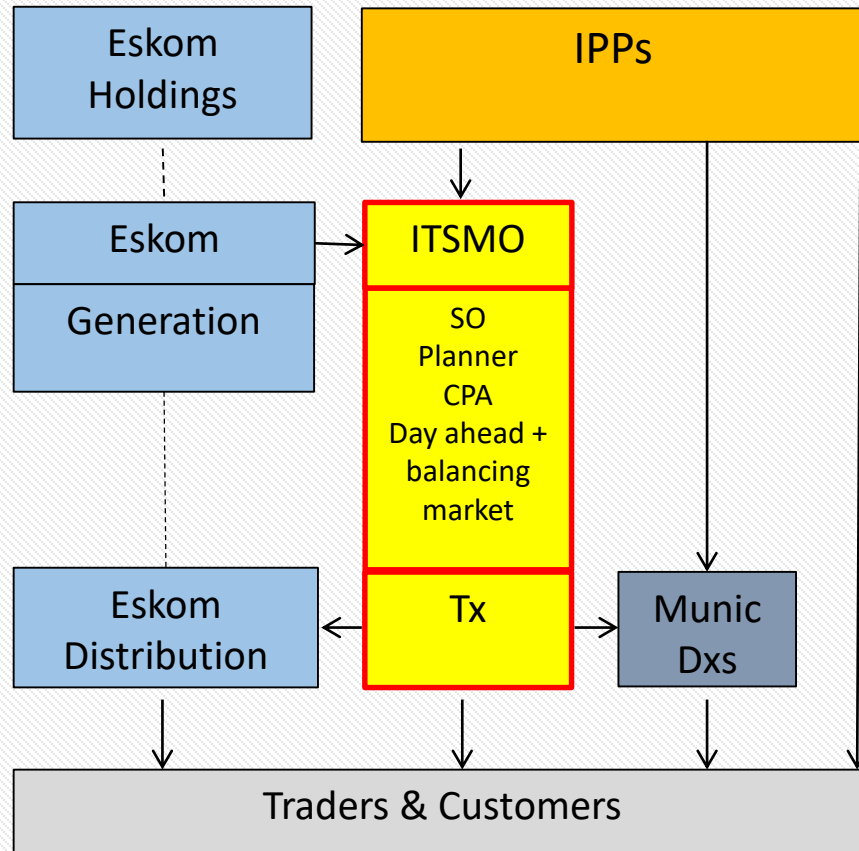 Eskom
Holdings
IPPs
Eskom
Generation
ITSMO
SO
Planner
CPA
Day ahead +
balancing
market
Eskom
Distribution
Tx
Munic
Dxs
Traders & Customers